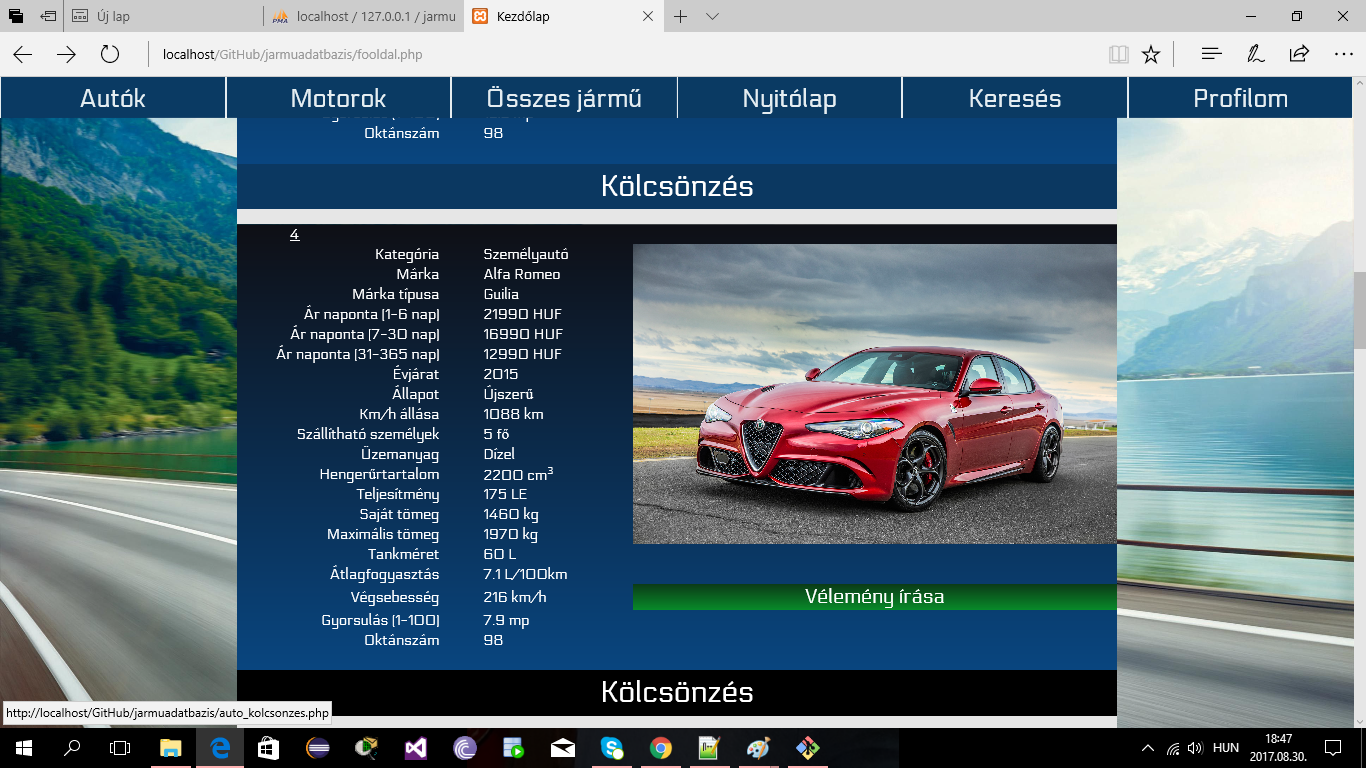 Új lap
localhost / 127.0.0.1 / jarmu
Kezdőlap
localhost/GitHub/jarmuadatbazis/fooldal.php
Autók
Motorok
Összes jármű
Nyitólap
Keresés
Profilom
Oktánszám 98
Kölcsönzés
4
Kategória Személyautó
Márka Alfa Romeo
Márka típusa Guilia
Ár naponta (1-6 nap) 21990 HUF
Ár naponta (7-30 nap) 16990 HUF
Ár naponta (31-365 nap) 12990 HUF
Évjárat 2015
Állapot Újszerű
Km/h állása 1088 km
Szállítható személyek 5 fő
Üzemanyag Dízel
Hengerűrtartalom 2200 cm³
Teljesítmény 175 LE
Saját tömeg 1460 kg
Maximális tömeg 1970 kg
Tankméret 60 L
Átlagfogyasztás 7.1 L/100km
Végsebesség 216 km/h
Gyorsulás (1-100) 7.9 mp
Oktánszám 98
Vélemény írása
Kölcsönzés
http://localhost/GitHub/jarmuadatbazis/auto_kolcsonzes.php
HUN
18:47
2017.08.30.